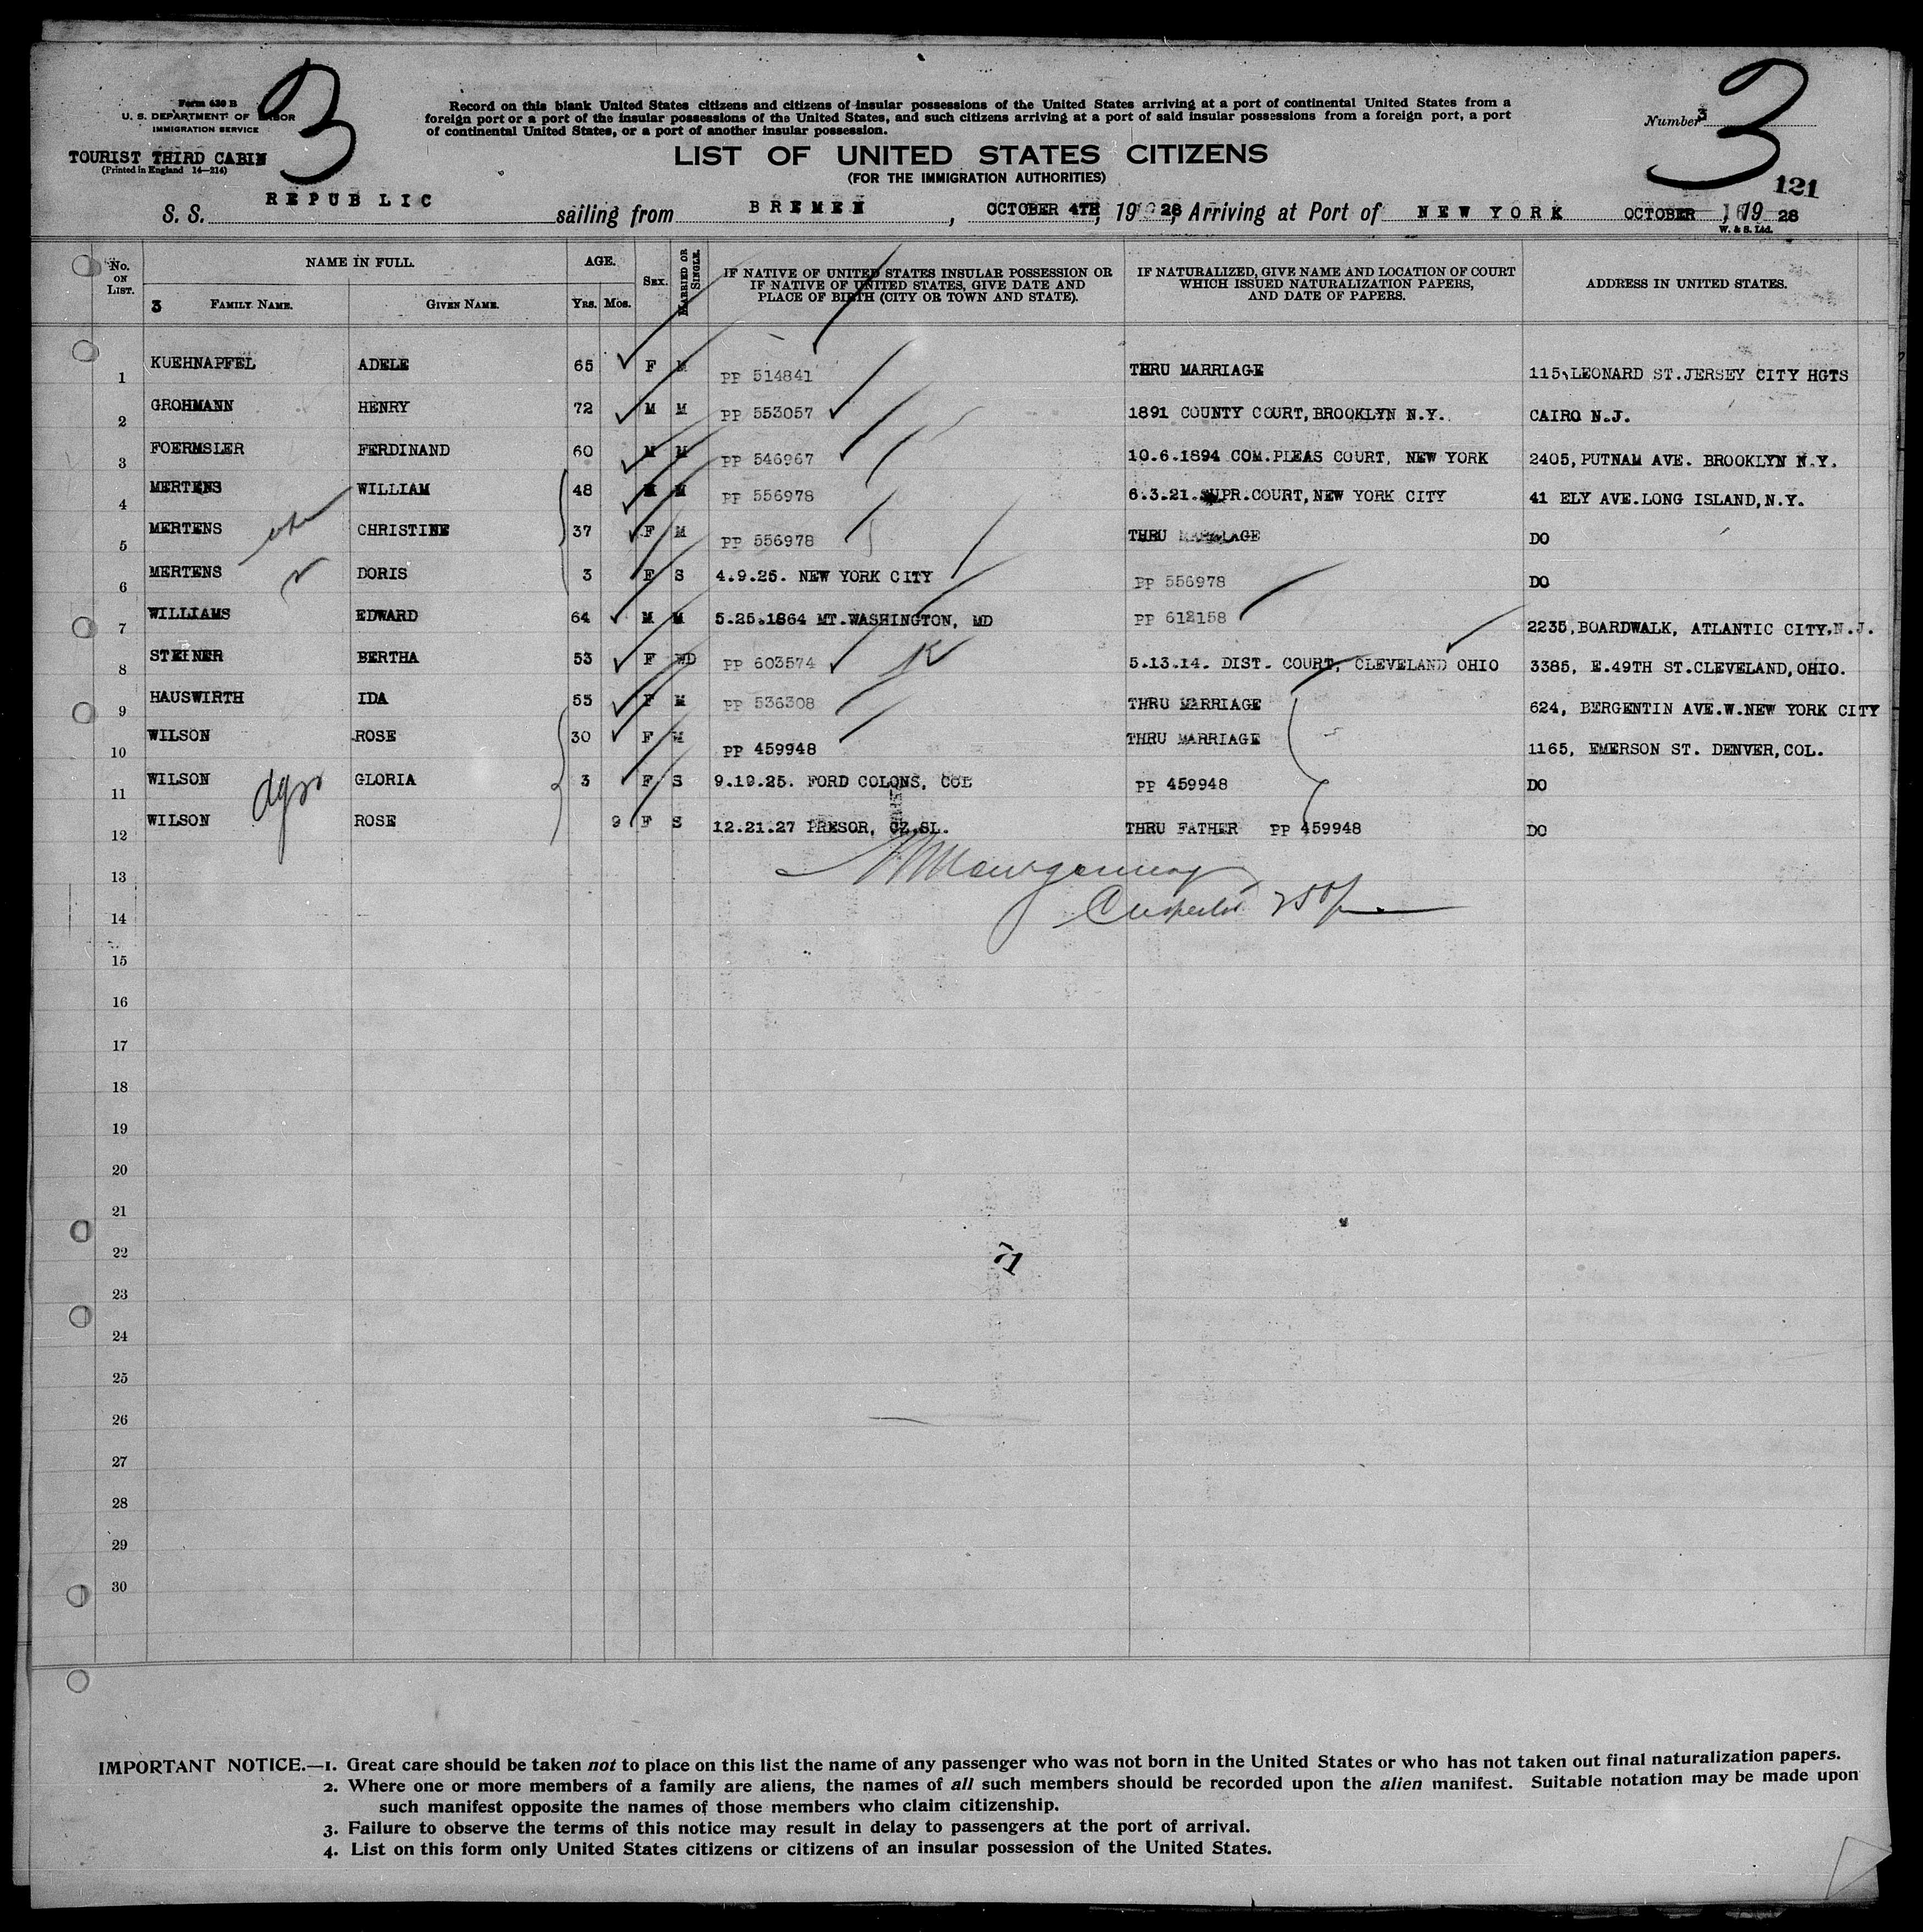 3
3
Form 630 B
U. S. DEPARTMENT OF LABOR
IMMIGRATION SERVICE
TOURIST THIRD CABIN
(Printed in England 14—214)
Record on this blank United States citizens and citizens of insular possessions of the United States arriving at a port of continental United States from a
foreign port or a port of the insular possessions of the United States, and such citizens arriving at a port of said insular possessions from a foreign port, a port
of continental United States, or a port of another insular possession.
Number 3
LIST OF UNITED STATES CITIZENS
(FOR THE IMMIGRATION AUTHORITIES)
121
S. S. REPUBLIC sailing from BREMEN, OCTOBER 4TH, 1928, Arriving at Port of NEW YORK OCTOBER 16, 1928
W. & S. Ltd.
No. ON LIST. NAME IN FULL. AGE. SEX. MARRIED OR SINGLE. IF NATIVE OF UNITED STATES INSULAR POSSESSION OR IF NATIVE OF UNITED STATES, GIVE DATE AND PLACE OF BIRTH (CITY OR TOWN AND STATE). IF NATURALIZED, GIVE NAME AND LOCATION OF COURT WHICH ISSUED NATURALIZATION PAPERS, AND DATE OF PAPERS. ADDRESS IN UNITED STATES.
3 FAMILY NAME. GIVEN NAME. YRS. MOS.
1 KUEHNAPFEL ADELE 65 F M PP 514841 THRU MARRIAGE 115, LEONARD ST.JERSEY CITY HGTS
2 GROHMANN HENRY 72 M M PP 553057 1891 COUNTY COURT, BROOKLYN N.Y. CAIRO N.J.
3 FOERMSLER FERDINAND 60 M M PP 546967 10.6.1894 COM.PLEAS COURT, NEW YORK 2405, PUTNAM AVE. BROOKLYN N.Y.
4 MERTENS WILLIAM 48 M M PP 556978 6.3.21. SUPR.COURT, NEW YORK CITY 41 ELY AVE.LONG ISLAND, N.Y.
5 MERTENS CHRISTINE 37 F M PP 556978 THRU MARRIAGE DO
6 MERTENS DORIS 3 F S 4.9.25. NEW YORK CITY PP 556978 DO
7 WILLIAMS EDWARD 64 M M 5.25.1864 MT.WASHINGTON, MD PP 612158 2235, BOARDWALK, ATLANTIC CITY, N.J.
8 STEINER BERTHA 53 F WD PP 603574 5.13.14. DIST. COURT, CLEVELAND OHIO 3385, E.49TH ST.CLEVELAND, OHIO.
9 HAUSWIRTH IDA 55 F M PP 536308 THRU MARRIAGE 624, BERGENTIN AVE.W.NEW YORK CITY
10 WILSON ROSE 30 F M PP 459948 THRU MARRIAGE 1165, EMERSON ST. DENVER, COL.
11 WILSON GLORIA 3 F S 9.19.25. FORD COLONS, COL PP 459948 DO
12 WILSON ROSE 9 F S 12.21.27 PRESOR, CZ.SL. THRU FATHER PP 459948 DO
13
14
15
16
17
18
19
20
21
22
23
24
25
26
27
28
29
30
71
IMPORTANT NOTICE.—1. Great care should be taken not to place on this list the name of any passenger who was not born in the United States or who has not taken out final naturalization papers.
2. Where one or more members of a family are aliens, the names of all such members should be recorded upon the alien manifest. Suitable notation may be made upon
such manifest opposite the names of those members who claim citizenship.
3. Failure to observe the terms of this notice may result in delay to passengers at the port of arrival.
4. List on this form only United States citizens or citizens of an insular possession of the United States.